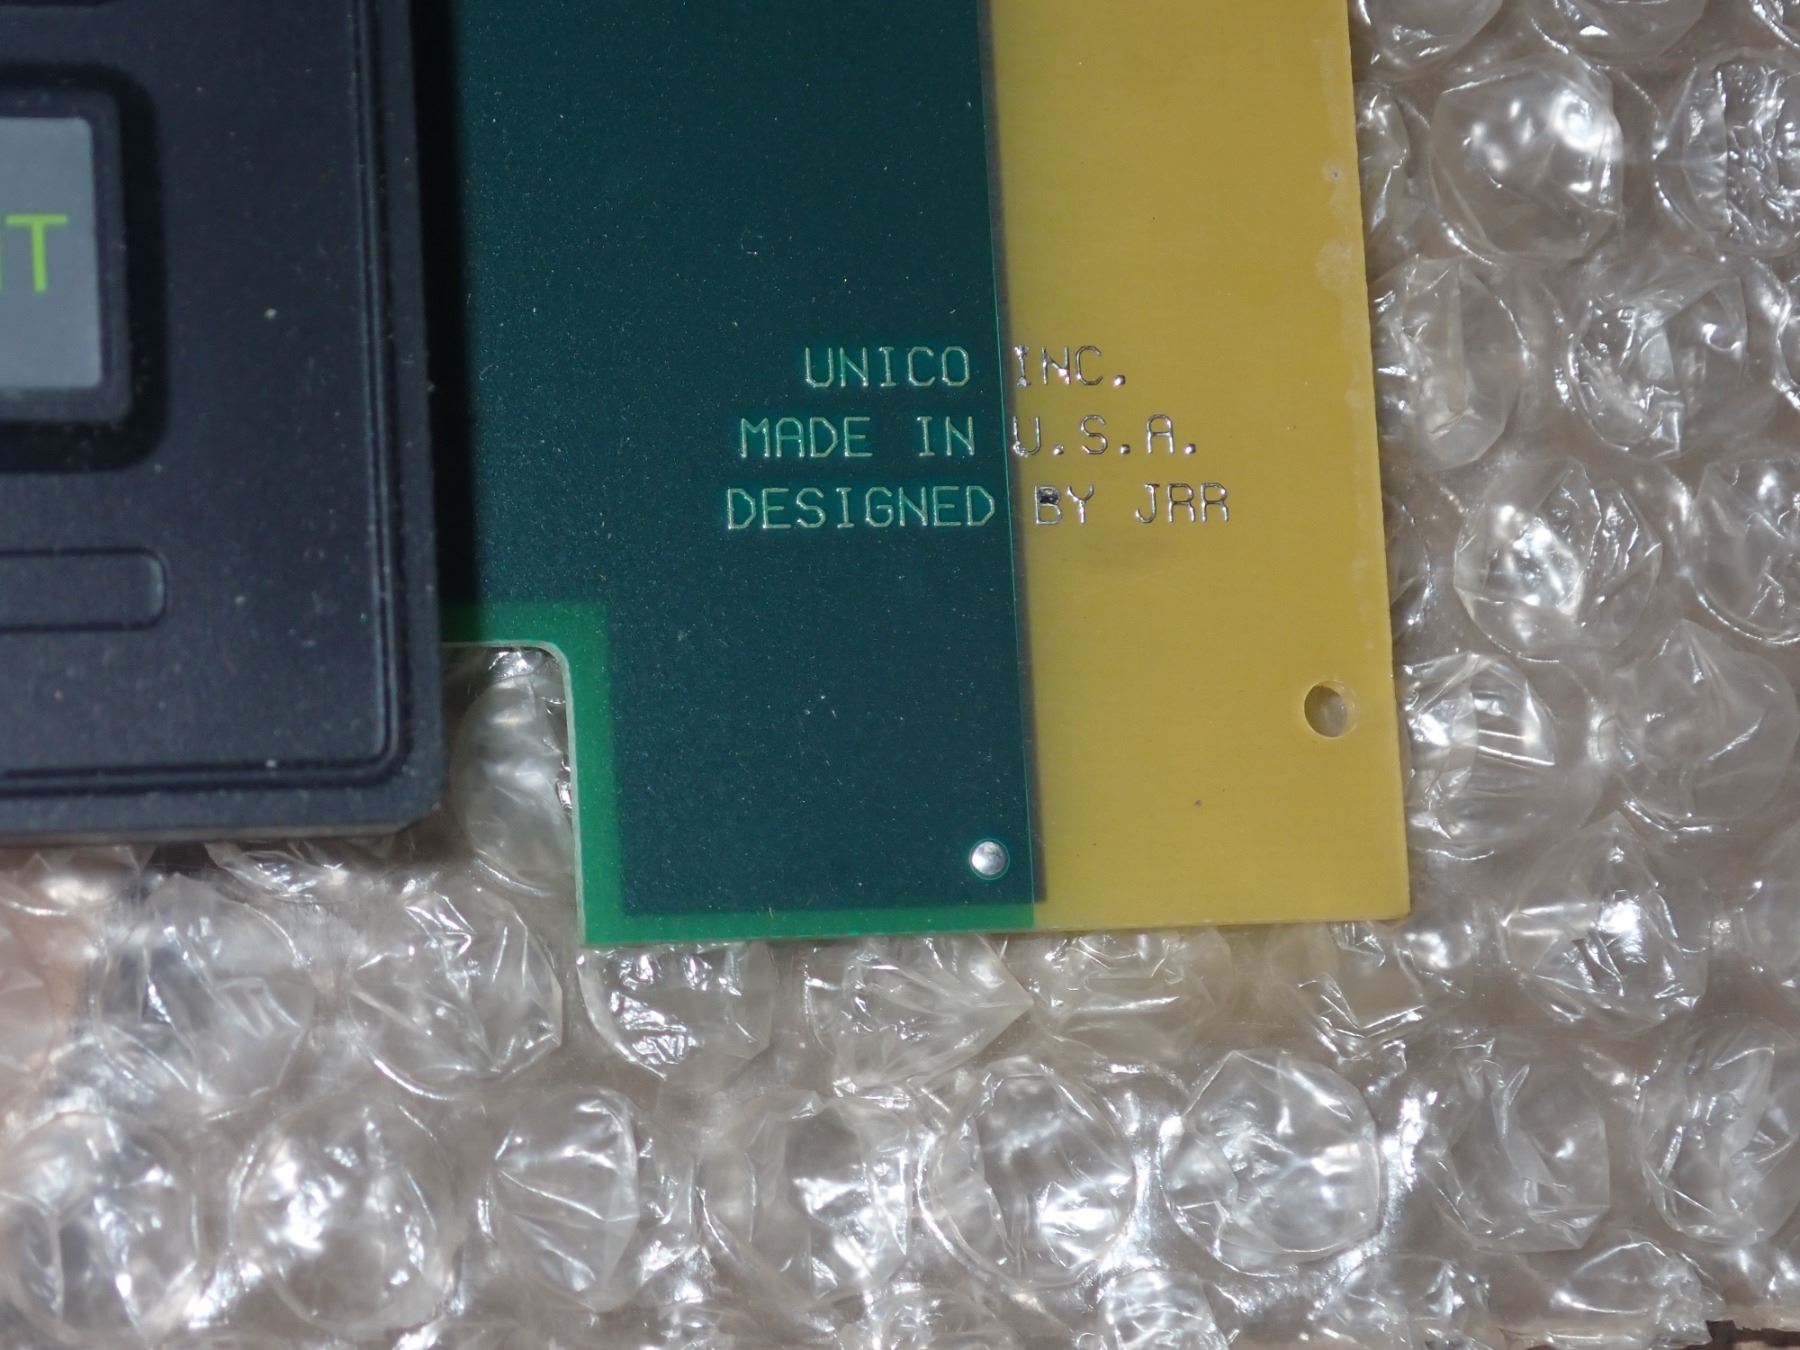 UNICO INC.
MADE IN U.S.A.
DESIGNED BY JRR